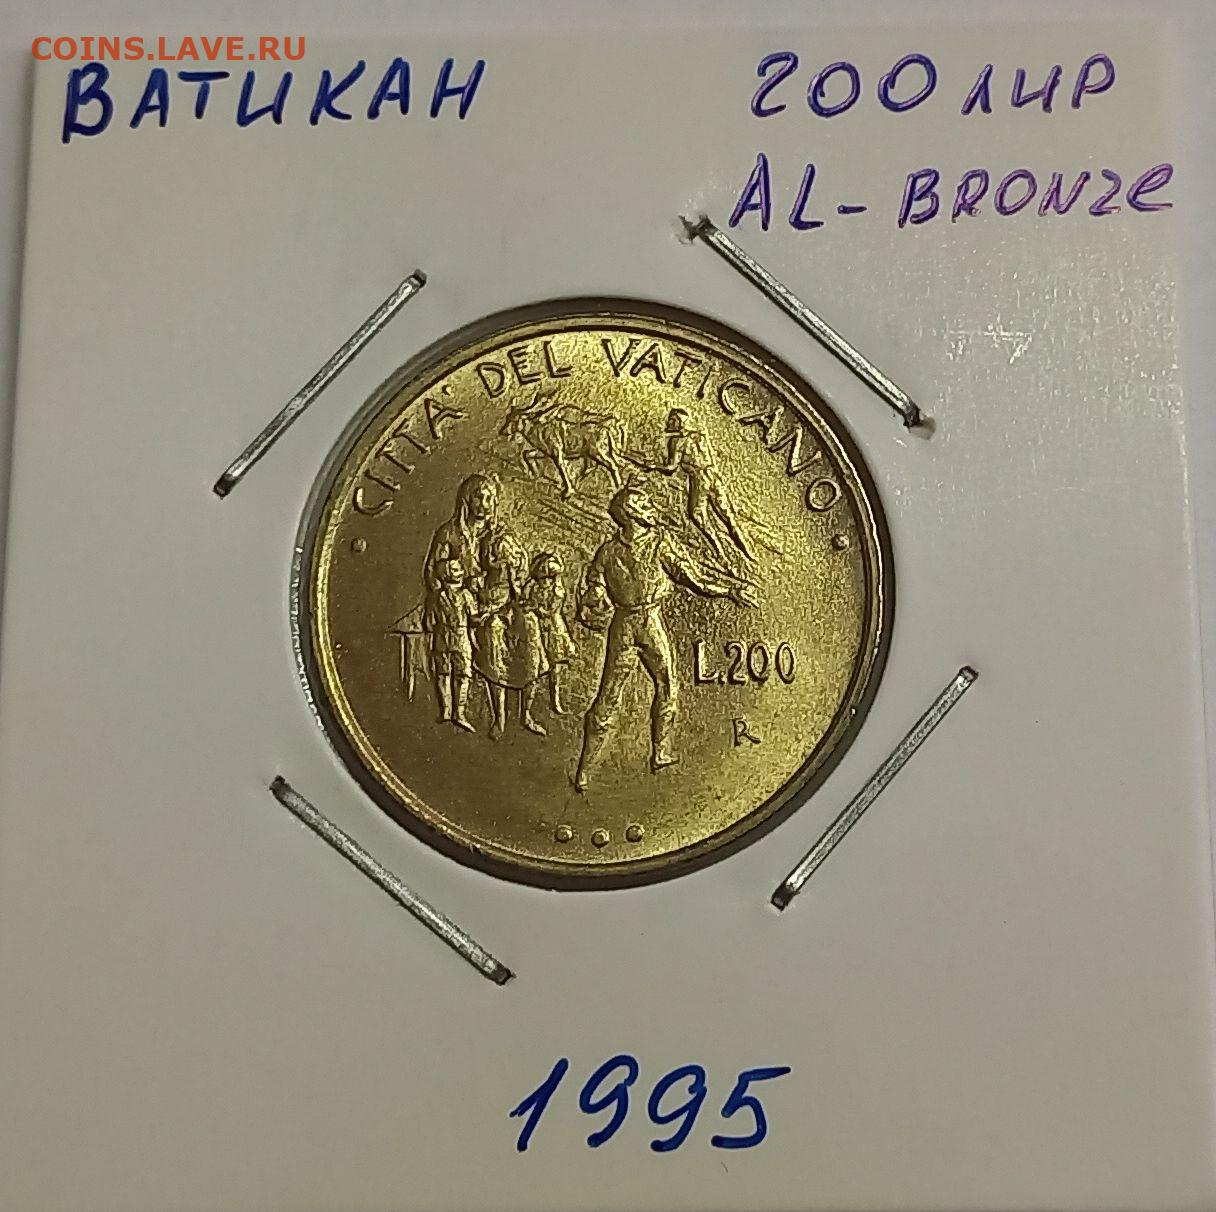 COINS.LAVE.RU
ВАТИКАН 200 ЛИР
AL-BRONZE
CITTA' DEL VATICANO
L.200
R
1995